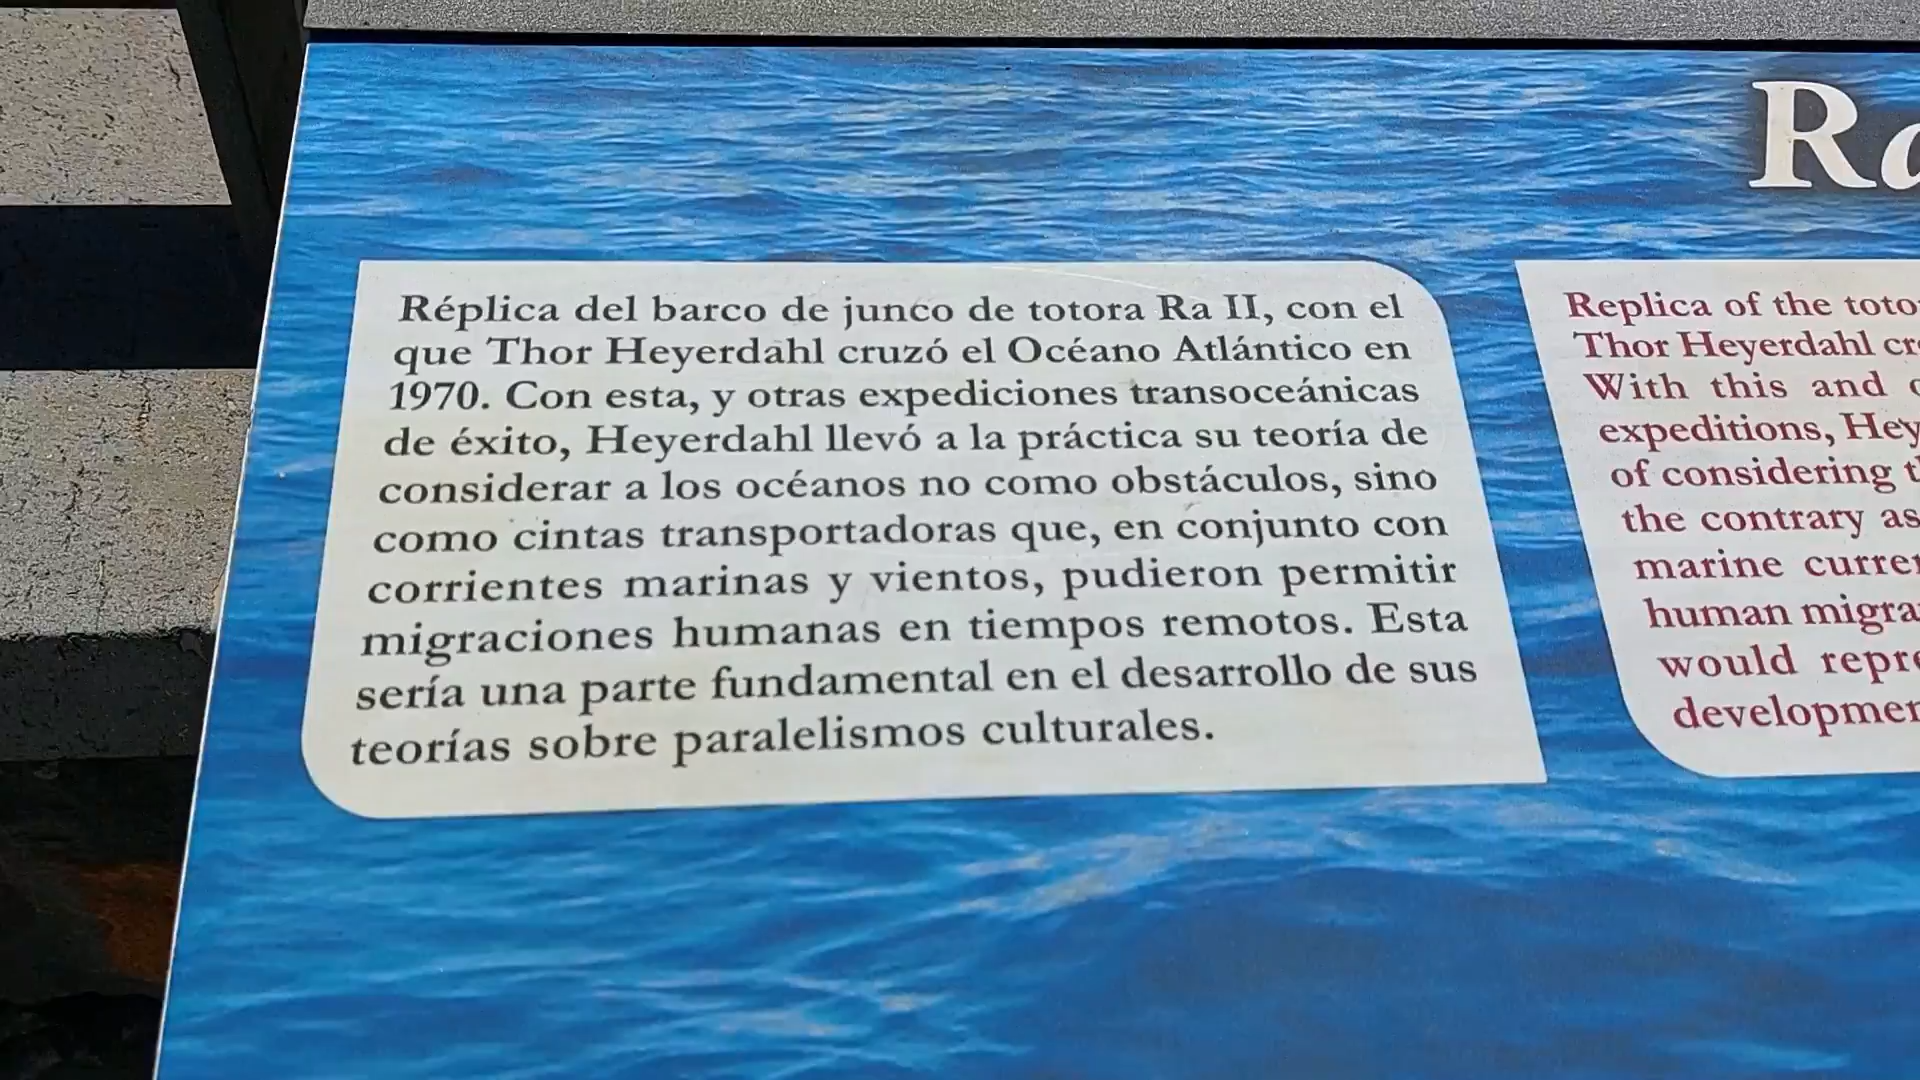 Ra
Réplica del barco de junco de totora Ra II, con el
que Thor Heyerdahl cruzó el Océano Atlántico en
1970. Con esta, y otras expediciones transoceánicas
de éxito, Heyerdahl llevó a la práctica su teoría de
considerar a los océanos no como obstáculos, sino
como cintas transportadoras que, en conjunto con
corrientes marinas y vientos, pudieron permitir
migraciones humanas en tiempos remotos. Esta
sería una parte fundamental en el desarrollo de sus
teorías sobre paralelismos culturales.
Replica of the
Thor Heyerdahl
With this and
expeditions,
of considering
the contrary as
marine
human
would